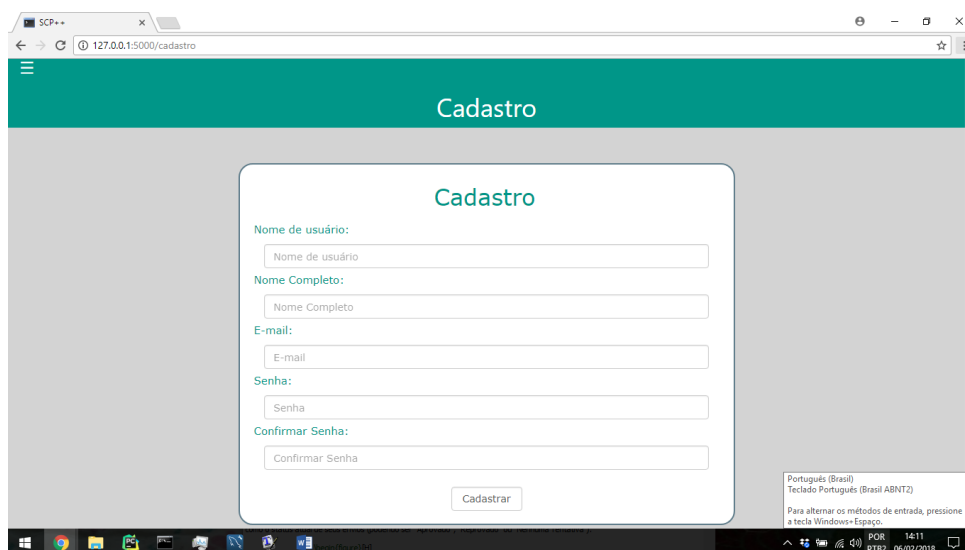 SCP++
127.0.0.1:5000/cadastro
Cadastro
Cadastro
Nome de usuário:
Nome de usuário
Nome Completo:
Nome Completo
E-mail:
E-mail
Senha:
Senha
Confirmar Senha:
Confirmar Senha
Cadastrar
Português (Brasil)
Teclado Português (Brasil ABNT2)
Para alternar os métodos de entrada, pressione
a tecla Windows+Espaço.
POR
PTB2
14:11
06/02/2018